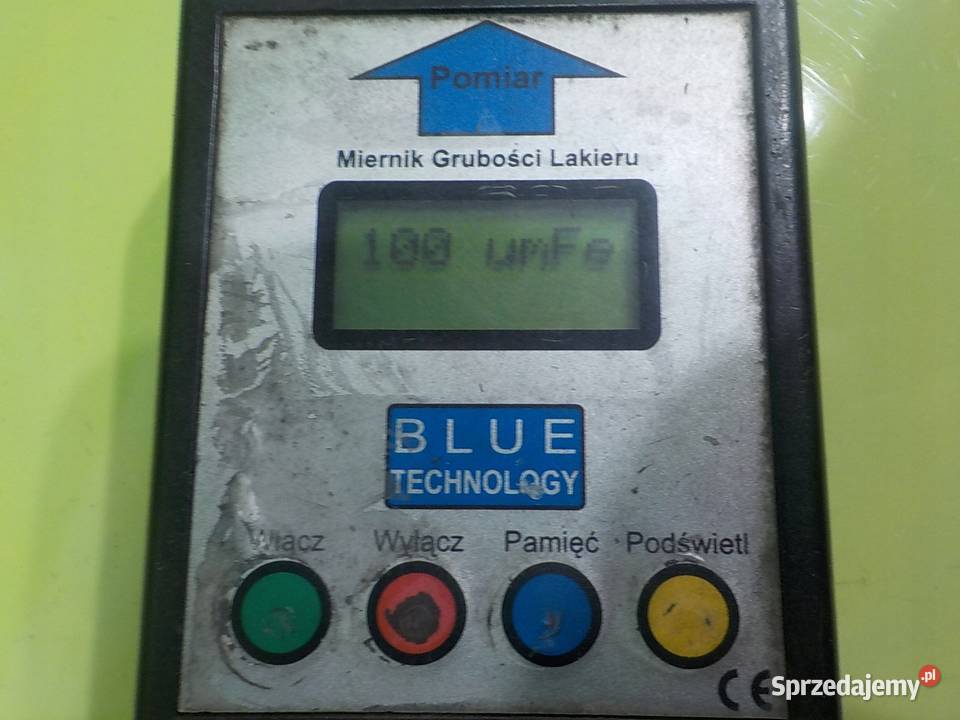 Pomiar
Miernik Grubości Lakieru
100 umFe
BLUE
TECHNOLOGY
Włącz Wyłącz Pamięć Podświetl
CE
Sprzedajemy.pl